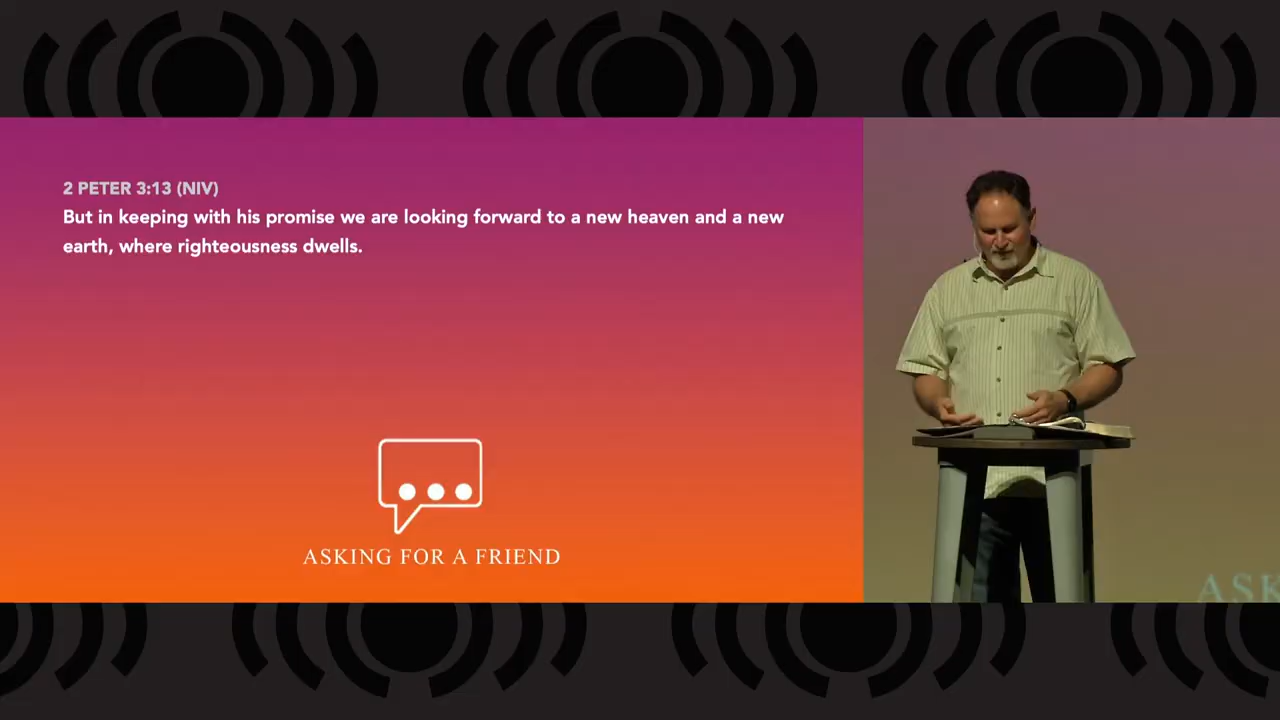 2 PETER 3:13 (NIV)
But in keeping with his promise we are looking forward to a new heaven and a new
earth, where righteousness dwells.
ASKING FOR A FRIEND
ASK